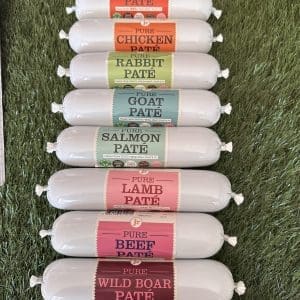 PATÉ
PURE
CHICKEN
PATÉ
PURE
RABBIT
PATÉ
PURE
GOAT
PATÉ
PURE
SALMON
PATÉ
PURE
LAMB
PATÉ
PURE
BEEF
PATÉ
PURE
WILD BOAR
PATÉ